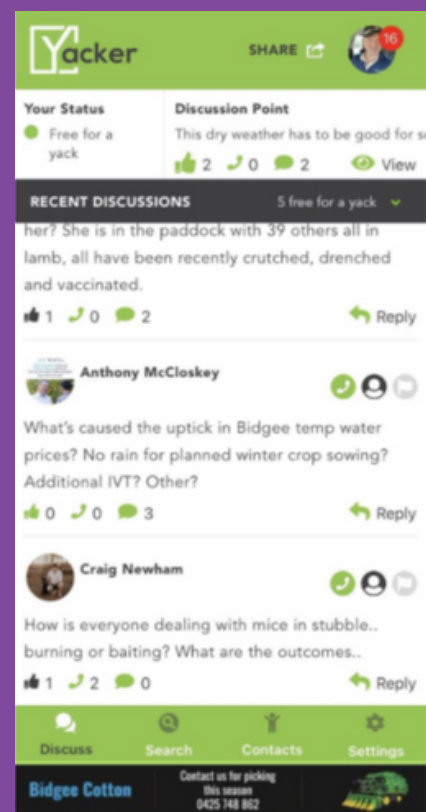 Yacker
SHARE
16
Your Status
Free for a
yack
Discussion Point
This dry weather has to be good for s
2 0 2 View
RECENT DISCUSSIONS 5 free for a yack
her? She is in the paddock with 39 others all in
lamb, all have been recently crutched, drenched
and vaccinated.
1 0 2 Reply
Anthony McCloskey
What's caused the uptick in Bidgee temp water
prices? No rain for planned winter crop sowing?
Additional IVT? Other?
0 0 3 Reply
Craig Newham
How is everyone dealing with mice in stubble..
burning or baiting? What are the outcomes..
1 2 0 Reply
Discuss Search Contacts Settings
Bidgee Cotton
Contact us for picking
this season
0425 748 862